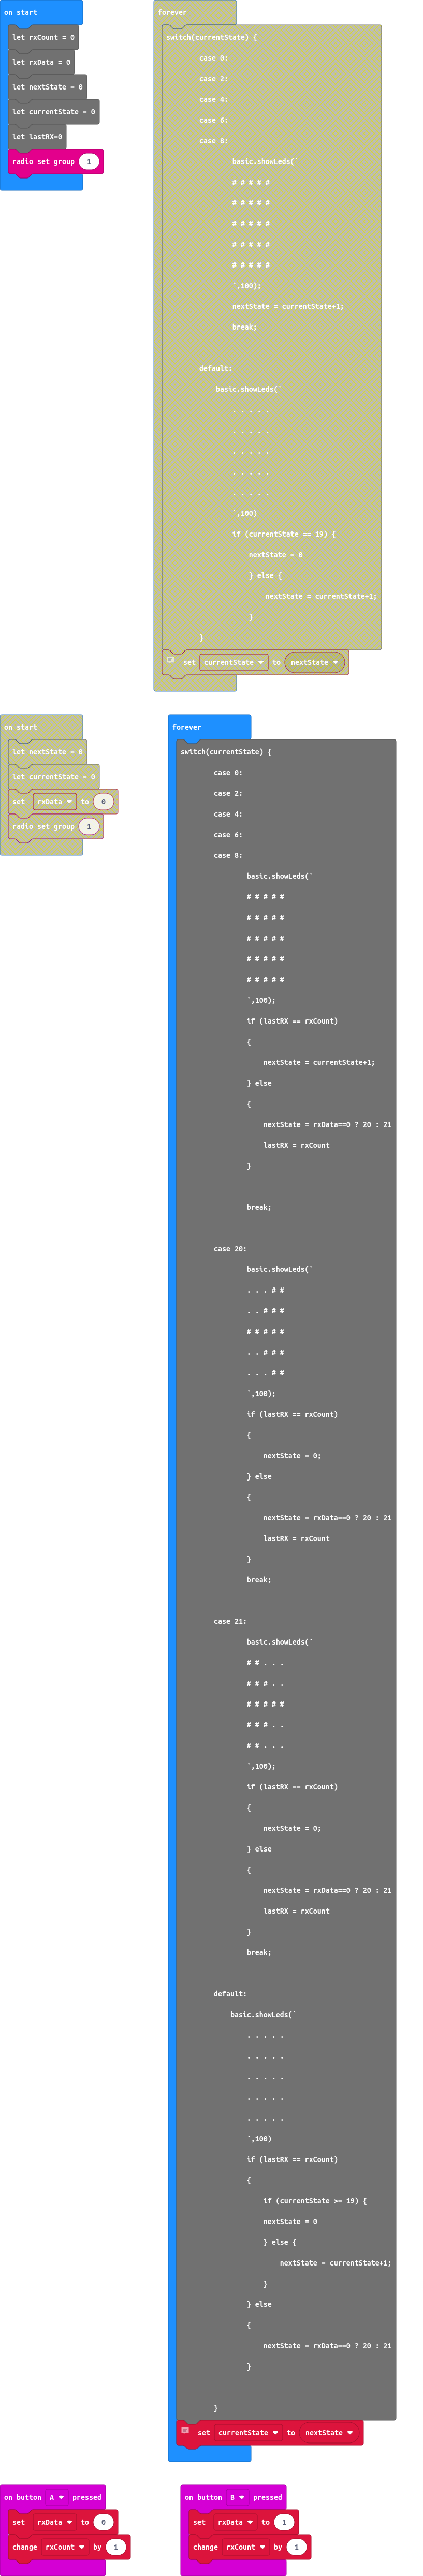 on start
let rxCount = 0
let rxData = 0
let nextState = 0
let currentState = 0
let lastRX=0
radio set group 1
forever
switch(currentState) {
case 0:
case 2:
case 4:
case 6:
case 8:
basic.showLeds(`
# # # # #
# # # # #
# # # # #
# # # # #
# # # # #
`,100);
nextState = currentState+1;
break;
default:
basic.showLeds(`
. . . . .
. . . . .
. . . . .
. . . . .
. . . . .
`,100)
if (currentState == 19) {
nextState = 0
} else {
nextState = currentState+1;
}
}
set currentState to nextState
on start
let nextState = 0
let currentState = 0
set rxData to 0
radio set group 1
forever
switch(currentState) {
case 0:
case 2:
case 4:
case 6:
case 8:
basic.showLeds(`
# # # # #
# # # # #
# # # # #
# # # # #
# # # # #
`,100);
if (lastRX == rxCount)
{
nextState = currentState+1;
} else
{
nextState = rxData==0 ? 20 : 21
lastRX = rxCount
}
break;
case 20:
basic.showLeds(`
. . . # #
. . # # #
# # # # #
. . # # #
. . . # #
`,100);
if (lastRX == rxCount)
{
nextState = 0;
} else
{
nextState = rxData==0 ? 20 : 21
lastRX = rxCount
}
break;
case 21:
basic.showLeds(`
# # . . .
# # # . .
# # # # #
# # # . .
# # . . .
`,100);
if (lastRX == rxCount)
{
nextState = 0;
} else
{
nextState = rxData==0 ? 20 : 21
lastRX = rxCount
}
break;
default:
basic.showLeds(`
. . . . .
. . . . .
. . . . .
. . . . .
. . . . .
`,100)
if (lastRX == rxCount)
{
if (currentState >= 19) {
nextState = 0
} else {
nextState = currentState+1;
}
} else
{
nextState = rxData==0 ? 20 : 21
}
}
set currentState to nextState
on button A pressed
set rxData to 0
change rxCount by 1
on button B pressed
set rxData to 1
change rxCount by 1